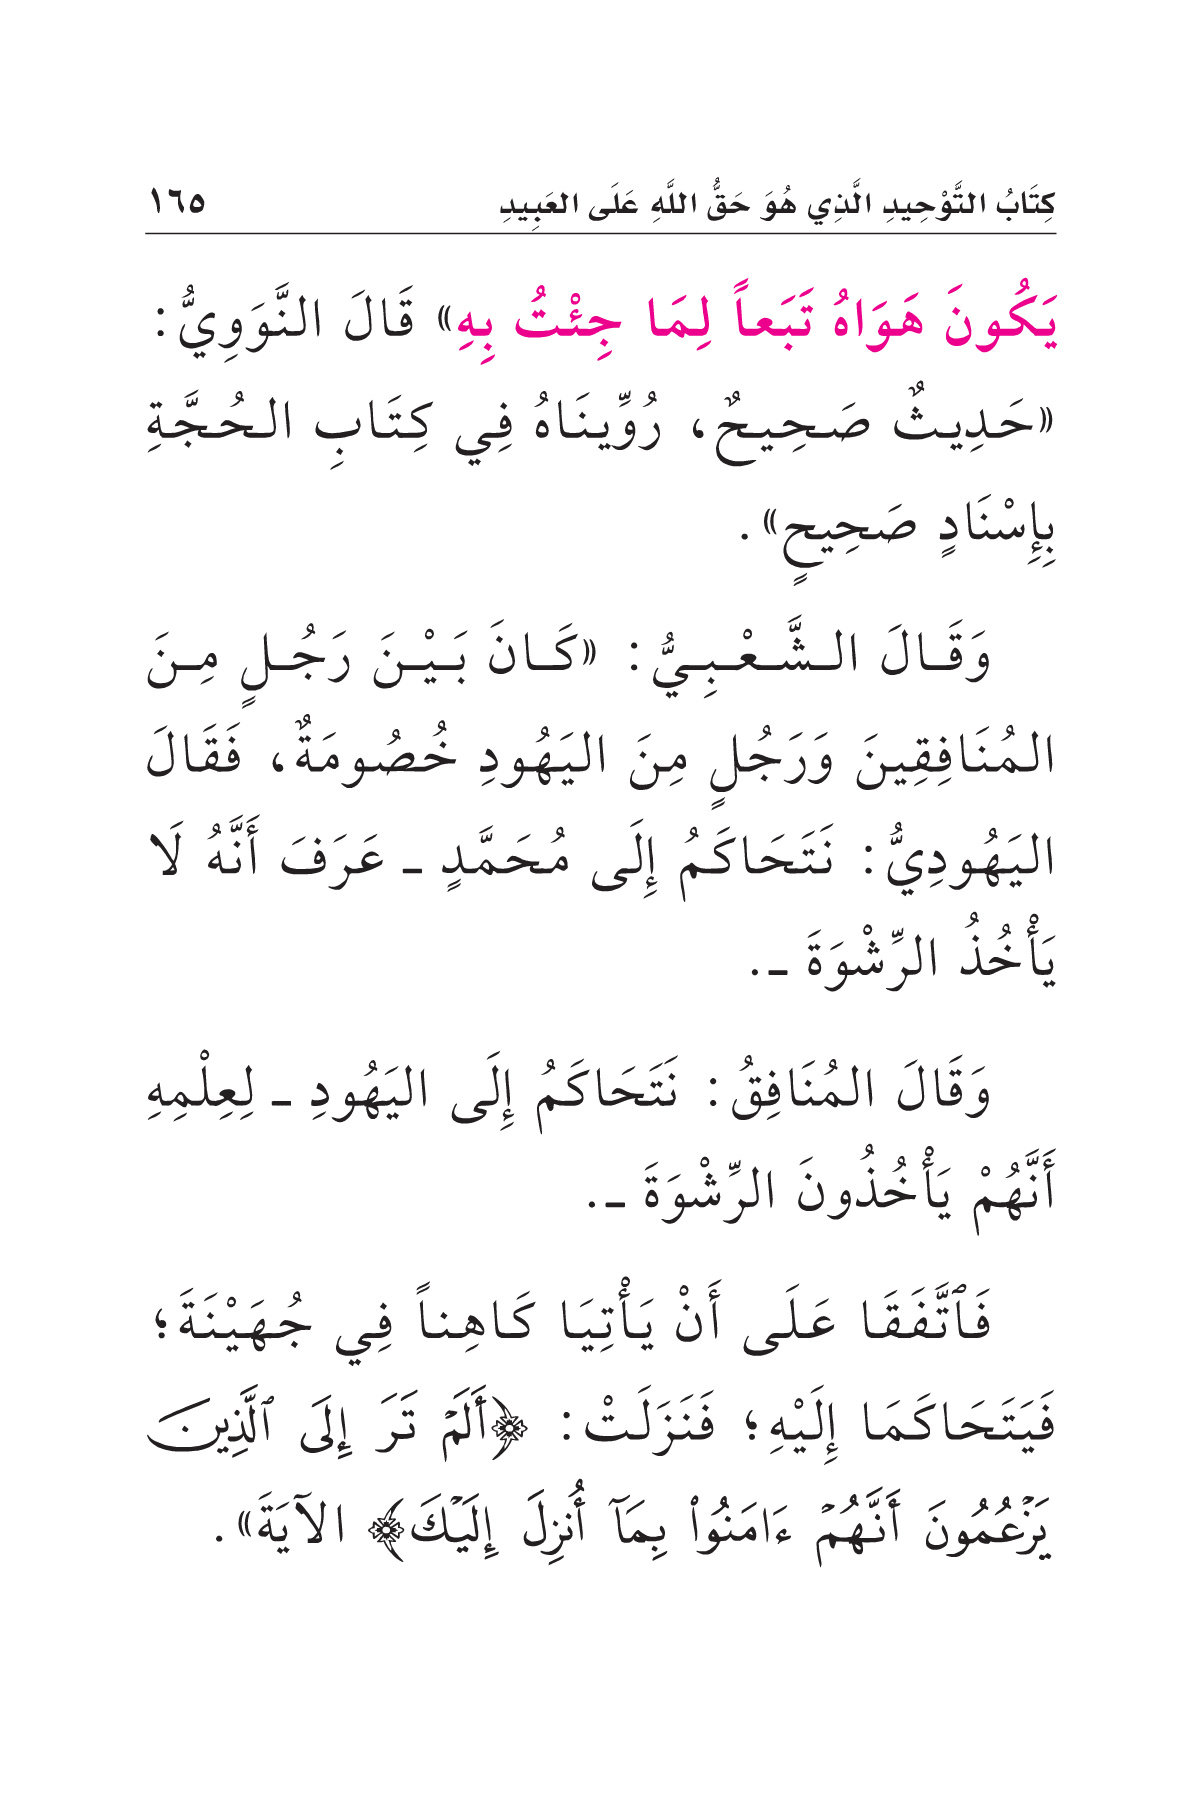 كِتَابُ التَّوْحِيدِ الَّذِي هُوَ حَقُّ اللَّهِ عَلَى العَبِيدِ ١٦٥
يَكُونَ هَوَاهُ تَبَعاً لِمَا جِئْتُ بِهِ» قَالَ النَّوَوِيُّ:
«حَدِيثٌ صَحِيحٌ، رُوِّينَاهُ فِي كِتَابِ الحُجَّةِ
بِإِسْنَادٍ صَحِيحٍ».
وَقَالَ الشَّعْبِيُّ: «كَانَ بَيْنَ رَجُلٍ مِنَ
المُنَافِقِينَ وَرَجُلٍ مِنَ اليَهُودِ خُصُومَةٌ، فَقَالَ
اليَهُودِيُّ: نَتَحَاكَمُ إِلَى مُحَمَّدٍ ـ عَرَفَ أَنَّهُ لَا
يَأْخُذُ الرِّشْوَةَ ـ.
وَقَالَ المُنَافِقُ: نَتَحَاكَمُ إِلَى اليَهُودِ ـ لِعِلْمِهِ
أَنَّهُمْ يَأْخُذُونَ الرِّشْوَةَ ـ.
فَٱتَّفَقَا عَلَى أَنْ يَأْتِيَا كَاهِناً فِي جُهَيْنَةَ؛
فَيَتَحَاكَمَا إِلَيْهِ؛ فَنَزَلَتْ: ﴿أَلَمۡ تَرَ إِلَى ٱلَّذِينَ
يَزۡعُمُونَ أَنَّهُمۡ ءَامَنُواْ بِمَآ أُنزِلَ إِلَيۡكَ﴾ الآيَةَ».